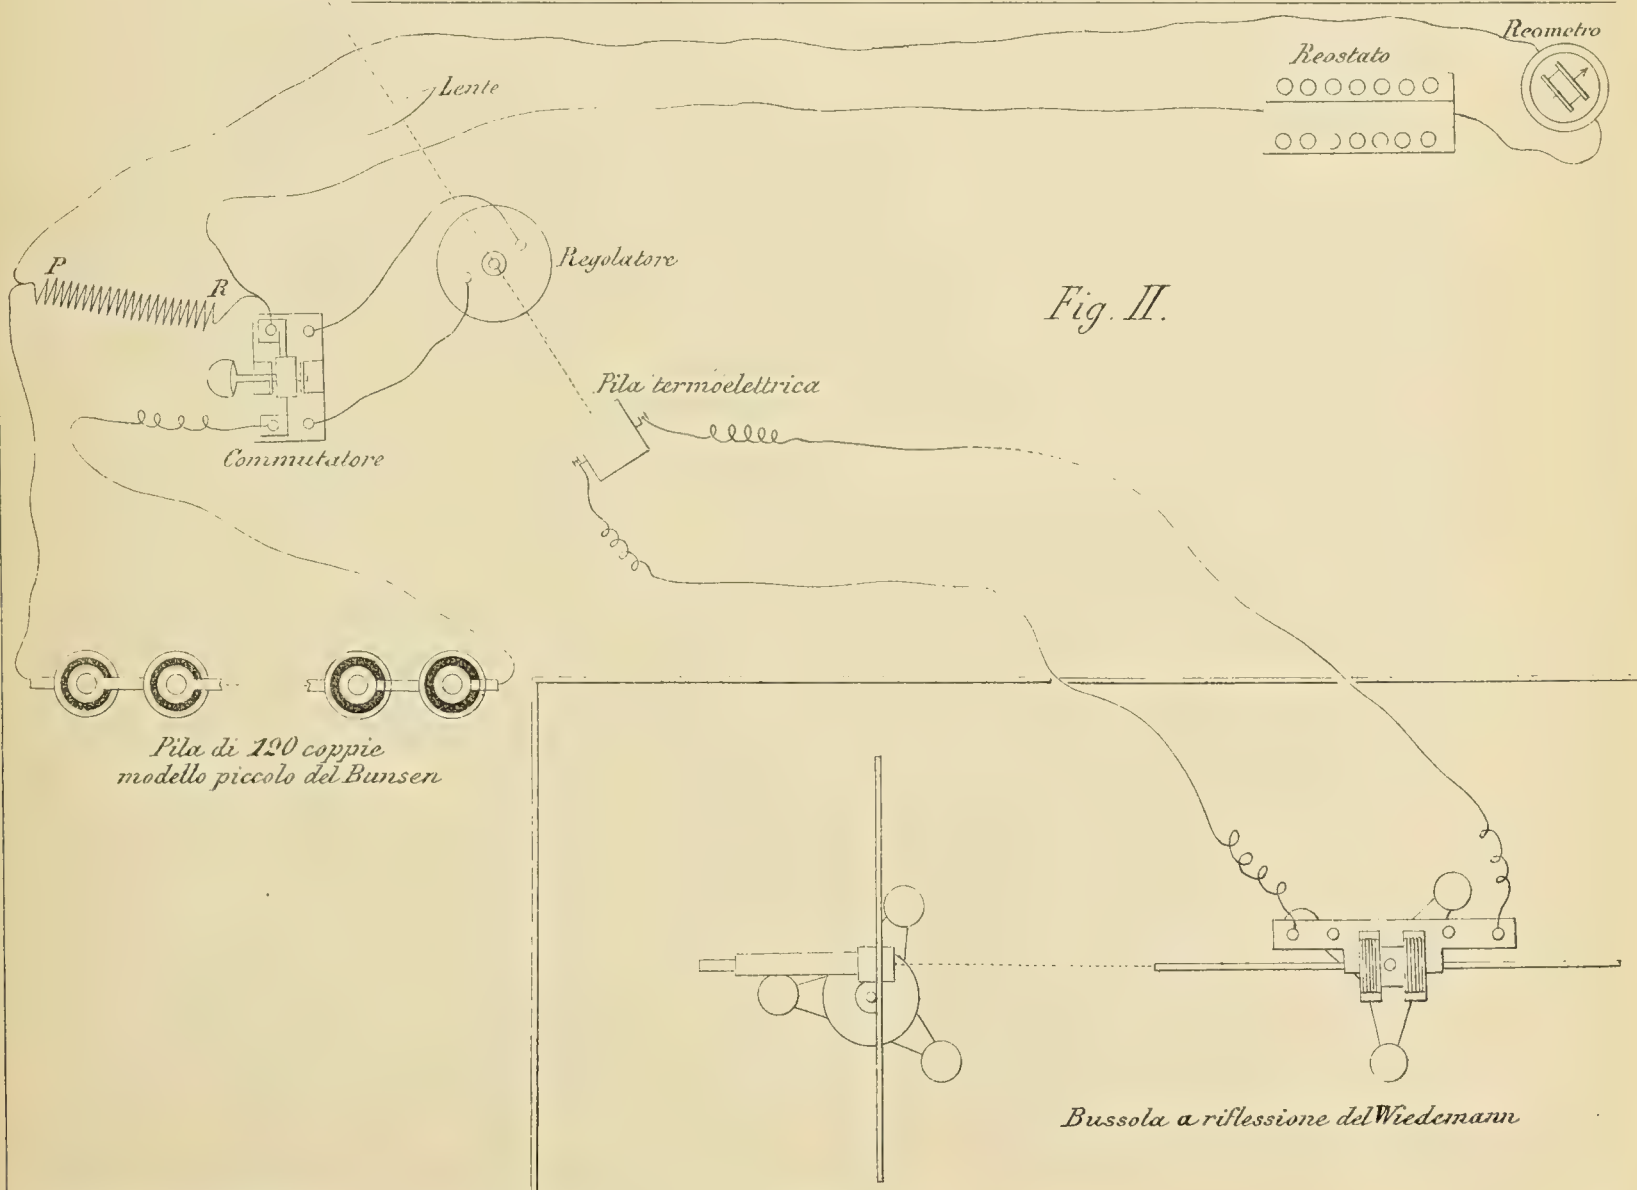 Reometro
Reostato
Lente
Regolatore
P
R
Fig. II.
Pila termoelettrica
Commutatore
Pila di 120 coppie
modello piccolo del Bunsen
Bussola a riflessione del Wiedemann